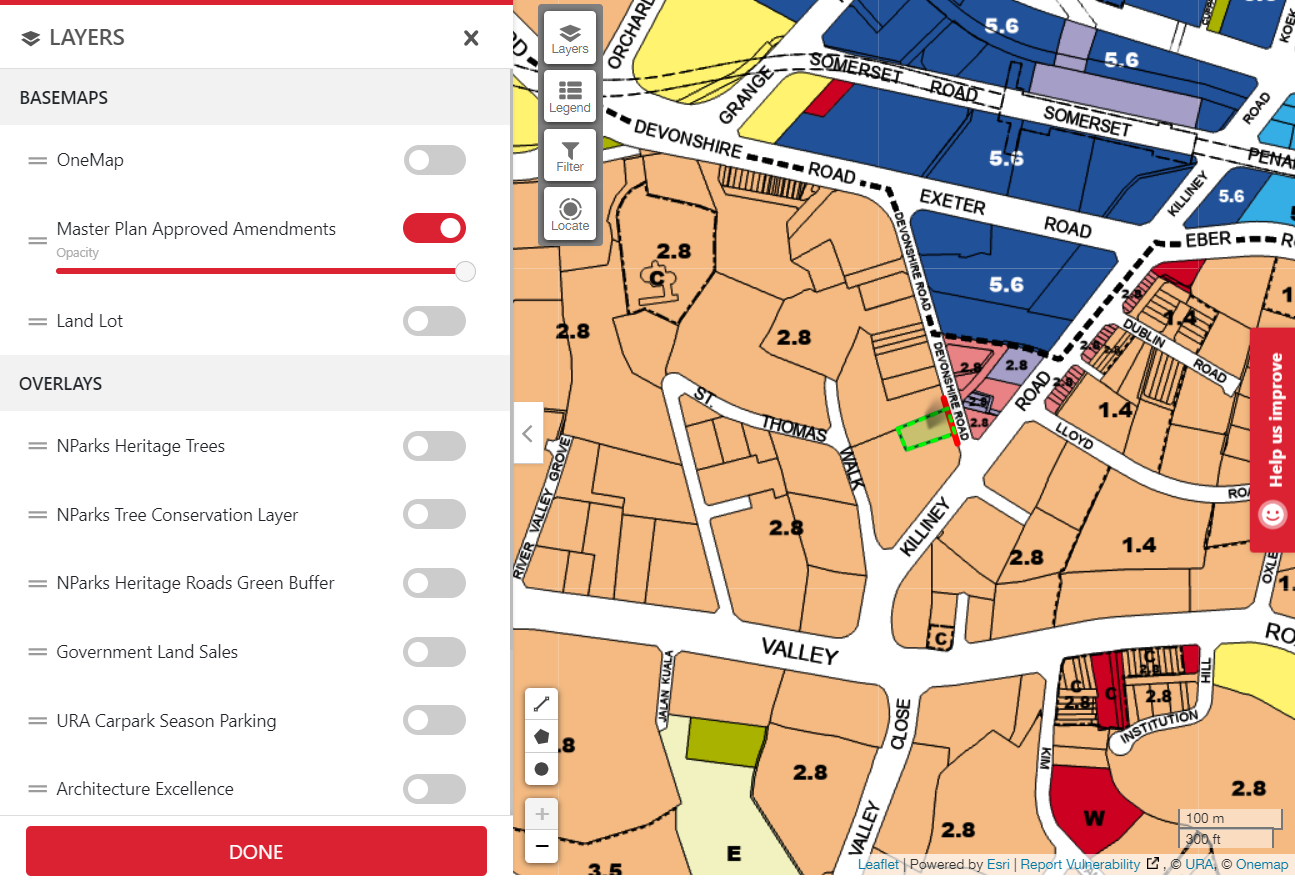 LAYERS
BASEMAPS
OneMap
Master Plan Approved Amendments
Opacity
Land Lot
OVERLAYS
NParks Heritage Trees
NParks Tree Conservation Layer
NParks Heritage Roads Green Buffer
Government Land Sales
URA Carpark Season Parking
Architecture Excellence
DONE
Layers
Legend
Filter
Locate
ORCHARD
GRANGE
5.6
5.6
SOMERSET ROAD
SOMERSET
ROAD
DEVONSHIRE ROAD
5.6
KILLINEY
5.6
EXETER ROAD
EBER
2.8
C
DEVONSHIRE ROAD
5.6
2.8
2.8
2.8
1.4
DUBLIN ROAD
DEVONSHIRE ROAD
2.8
2.8
2.8
2.8
2.8
2.8
2.8
2.8
ROAD
1.4
ST. THOMAS WALK
LLOYD
RIVER VALLEY GROVE
2.8
KILLINEY
2.8
1.4
C
VALLEY
JALAN KUALA
CLOSE
VALLEY
2.8
2.8
E
3.5
KIM
C
2.8
C
C
2.8
2.8
HILL
INSTITUTION
W
2.8
Help us improve
100 m
300 ft
Leaflet | Powered by Esri | Report Vulnerability , © URA, © Onemap